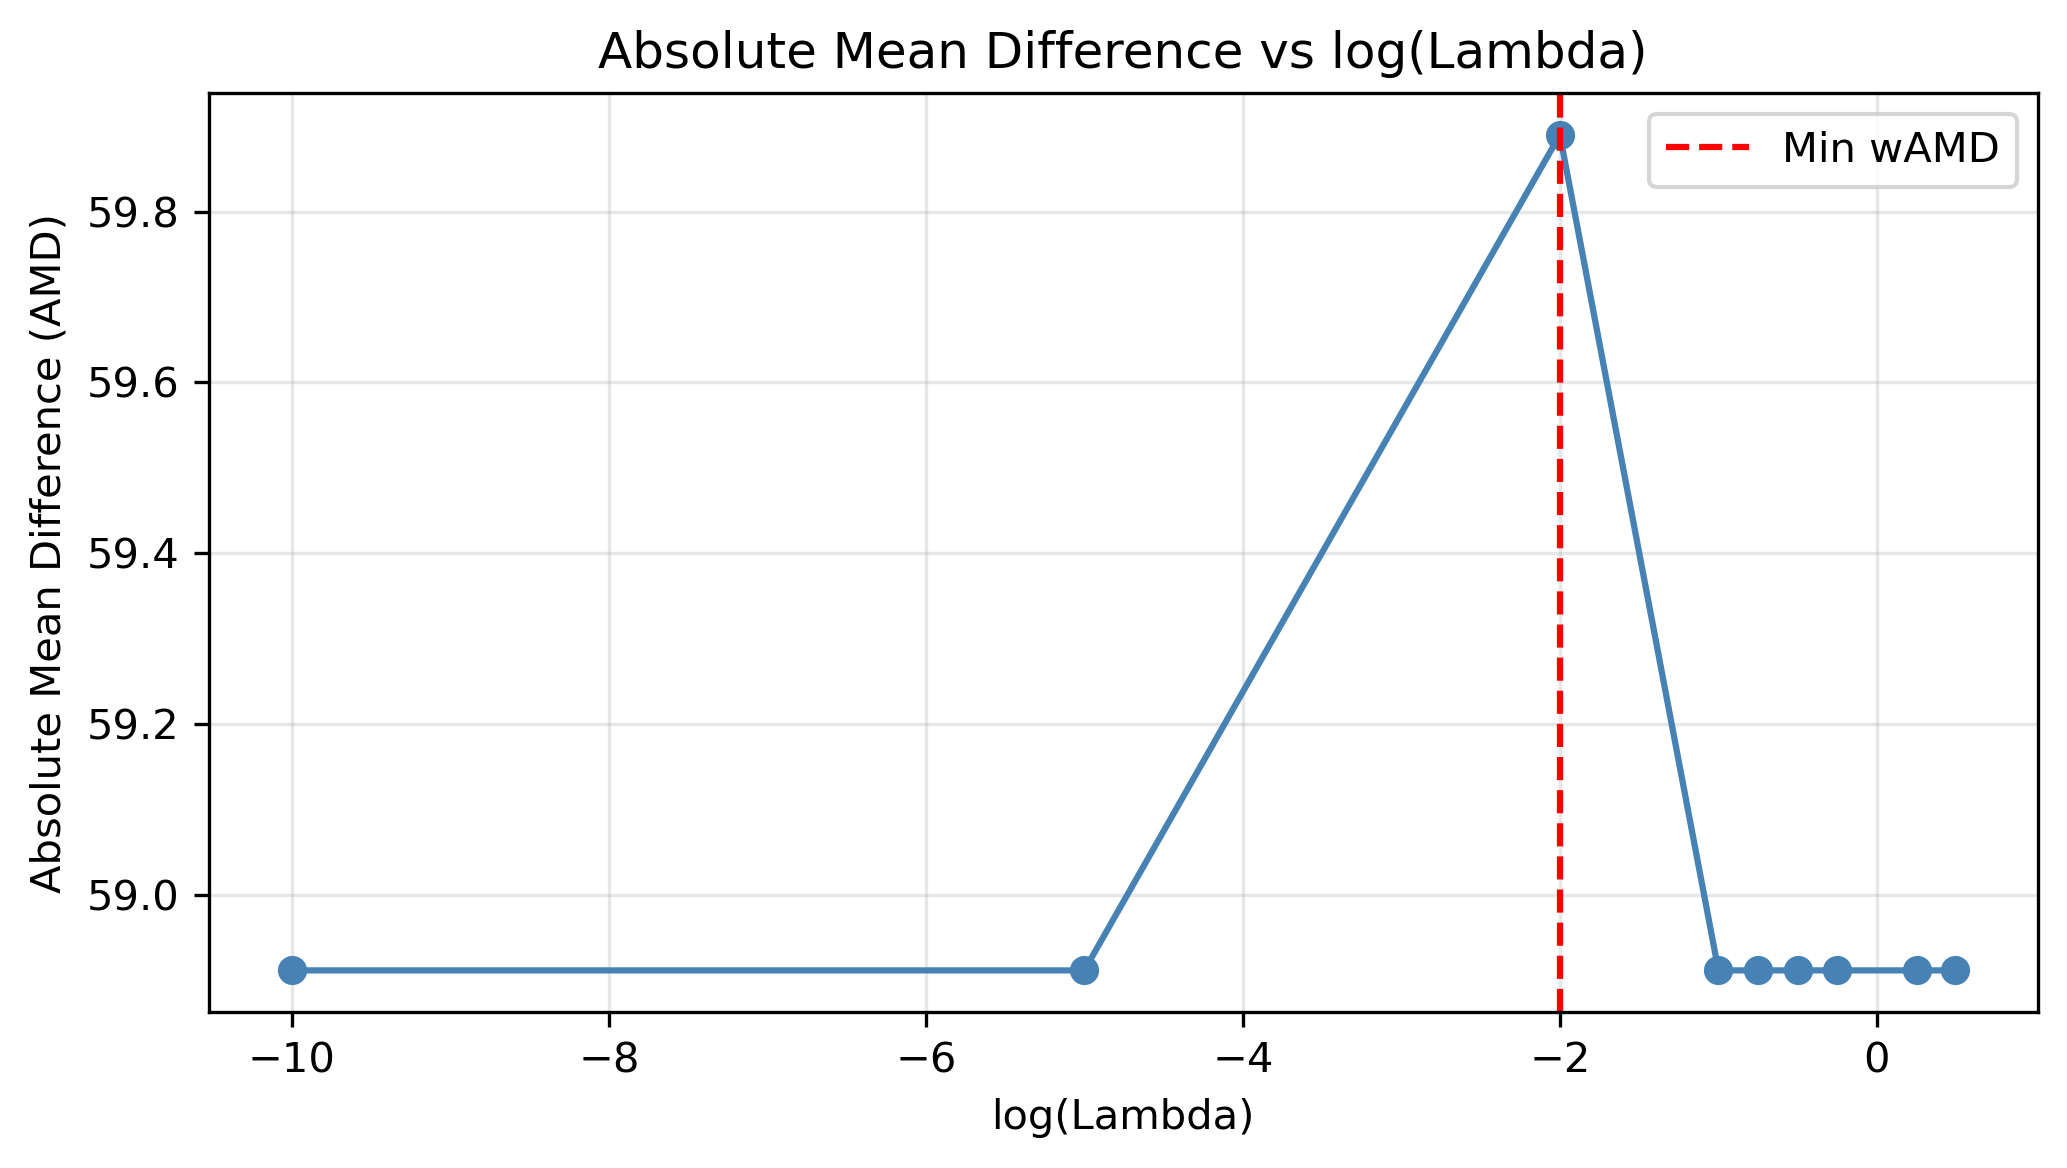 Absolute Mean Difference vs log(Lambda)
Min wAMD
Absolute Mean Difference (AMD)
59.8
59.6
59.4
59.2
59.0
−10
−8
−6
−4
−2
0
log(Lambda)